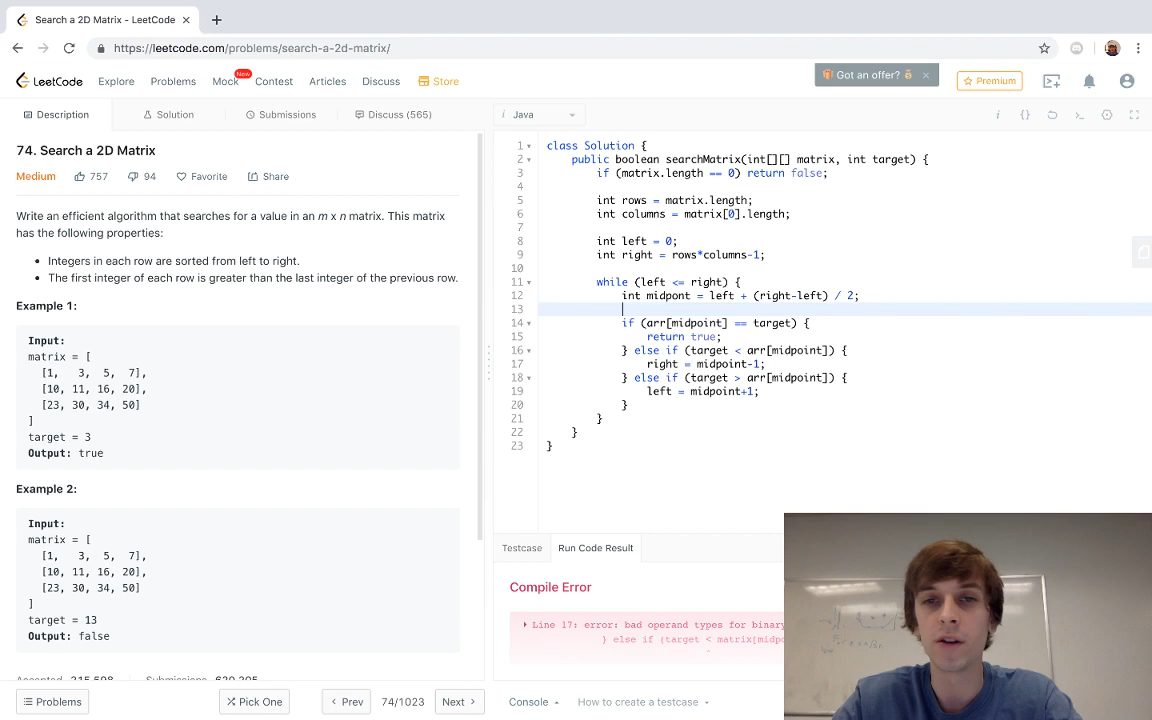 Search a 2D Matrix - LeetCode
https://leetcode.com/problems/search-a-2d-matrix/
LeetCode Explore Problems Mock New Contest Articles Discuss Store Got an offer? Premium
Description Solution Submissions Discuss (565)
74. Search a 2D Matrix
Medium 757 94 Favorite Share
Write an efficient algorithm that searches for a value in an m x n matrix. This matrix
has the following properties:
Integers in each row are sorted from left to right.
The first integer of each row is greater than the last integer of the previous row.
Example 1:
Input:
matrix = [
[1, 3, 5, 7],
[10, 11, 16, 20],
[23, 30, 34, 50]
]
target = 3
Output: true
Example 2:
Input:
matrix = [
[1, 3, 5, 7],
[10, 11, 16, 20],
[23, 30, 34, 50]
]
target = 13
Output: false
Problems Pick One Prev 74/1023 Next
i Java
1 class Solution {
2 public boolean searchMatrix(int[][] matrix, int target) {
3 if (matrix.length == 0) return false;
4
5 int rows = matrix.length;
6 int columns = matrix[0].length;
7
8 int left = 0;
9 int right = rows*columns-1;
10
11 while (left <= right) {
12 int midpont = left + (right-left) / 2;
13
14 if (arr[midpoint] == target) {
15 return true;
16 } else if (target < arr[midpoint]) {
17 right = midpoint-1;
18 } else if (target > arr[midpoint]) {
19 left = midpoint+1;
20 }
21 }
22 }
23 }
Testcase Run Code Result
Compile Error
Line 17: error: bad operand types for binary
} else if (target < matrix[midpo
Console How to create a testcase